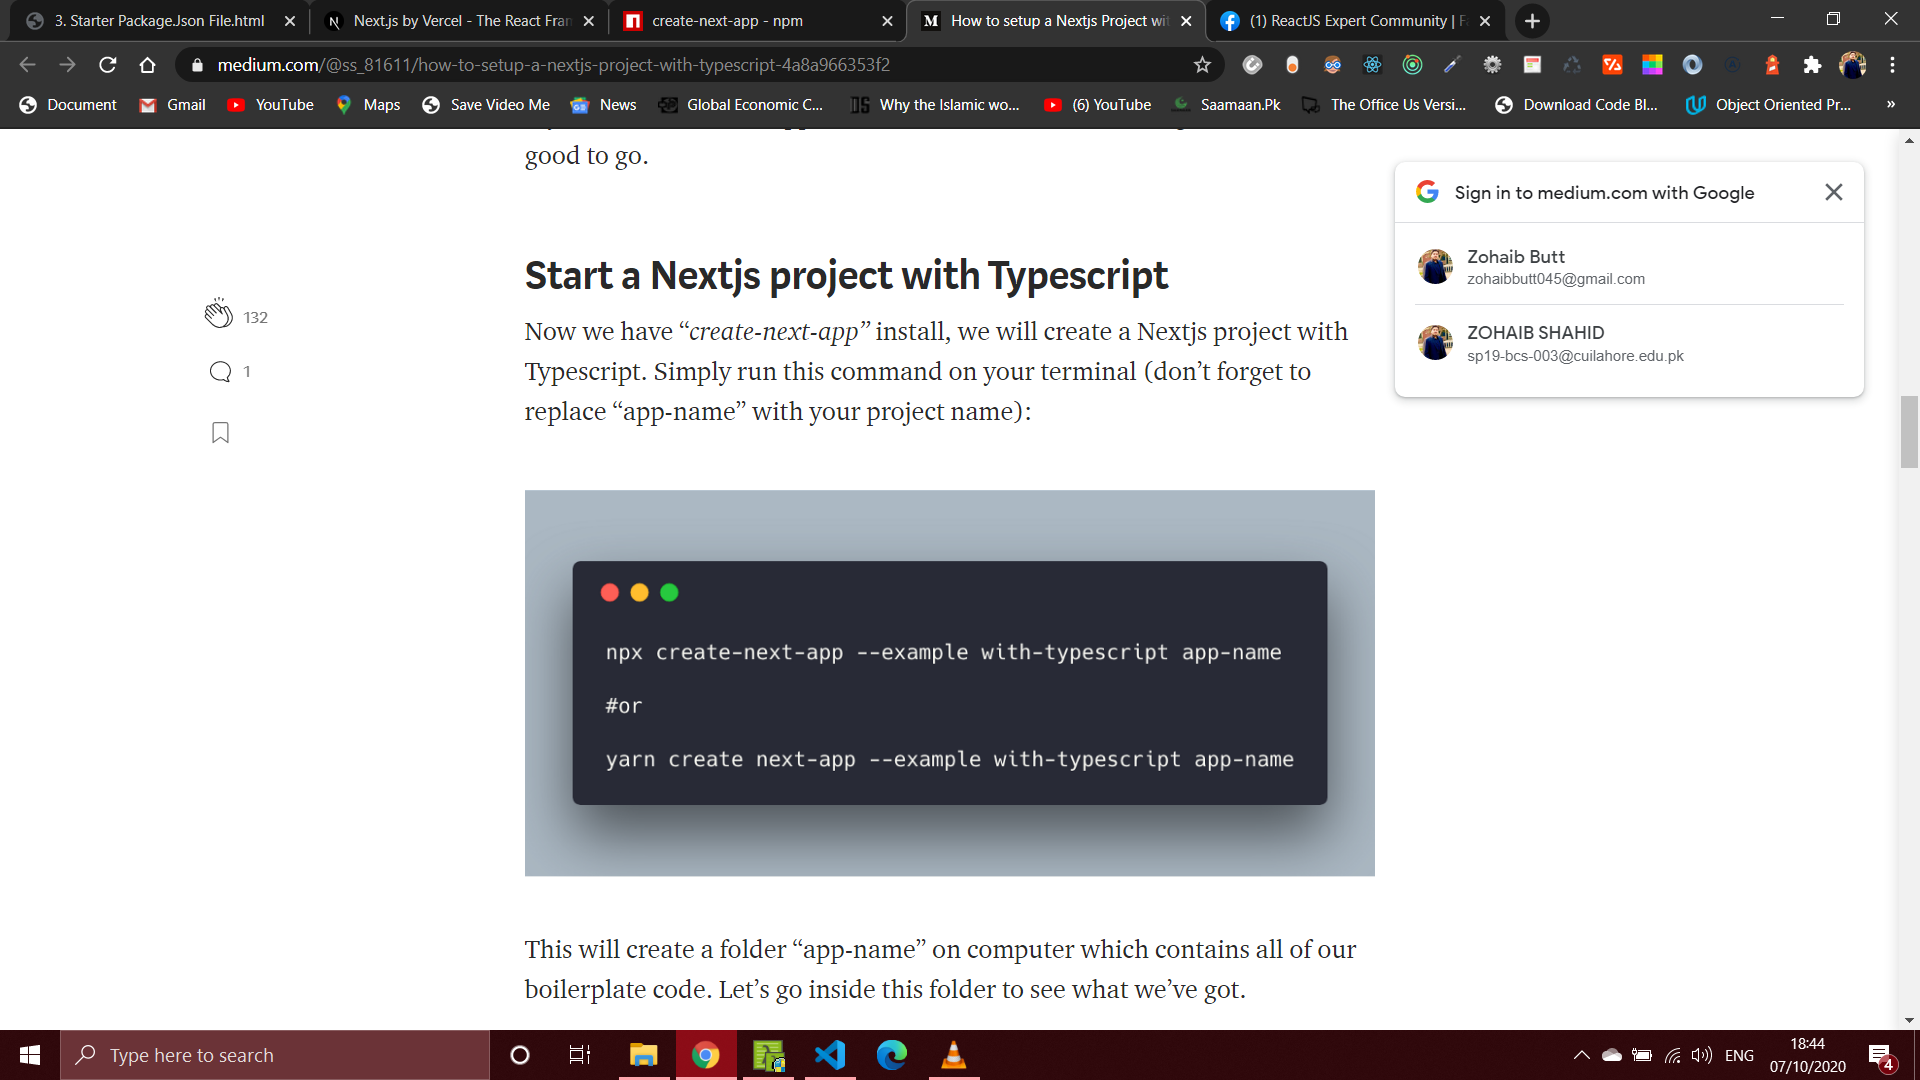 3. Starter Package.Json File.html
Next.js by Vercel - The React Fran
create-next-app - npm
How to setup a Nextjs Project wit
(1) ReactJS Expert Community | Fa
medium.com/@ss_81611/how-to-setup-a-nextjs-project-with-typescript-4a8a966353f2
Document
Gmail
YouTube
Maps
Save Video Me
News
Global Economic C...
Why the Islamic wo...
(6) YouTube
Saamaan.Pk
The Office Us Versi...
Download Code Bl...
Object Oriented Pr...
»
good to go.
Sign in to medium.com with Google
Zohaib Butt
zohaibbutt045@gmail.com
ZOHAIB SHAHID
sp19-bcs-003@cuilahore.edu.pk
132
1
Start a Nextjs project with Typescript
Now we have “create-next-app” install, we will create a Nextjs project with
Typescript. Simply run this command on your terminal (don’t forget to
replace “app-name” with your project name):
npx create-next-app --example with-typescript app-name
#or
yarn create next-app --example with-typescript app-name
This will create a folder “app-name” on computer which contains all of our
boilerplate code. Let’s go inside this folder to see what we’ve got.
Type here to search
ENG
18:44
07/10/2020
4